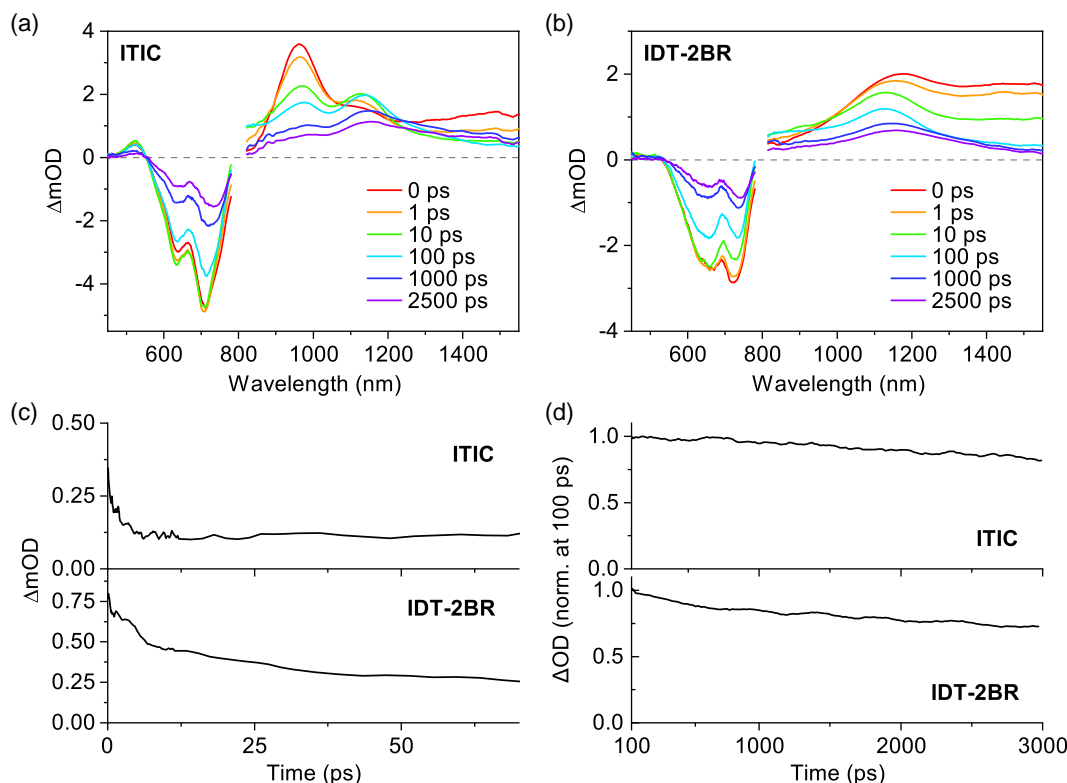 (a)
ITIC
ΔmOD
4
2
0
-2
-4
0 ps
1 ps
10 ps
100 ps
1000 ps
2500 ps
600 800 1000 1200 1400
Wavelength (nm)
(b)
IDT-2BR
ΔmOD
2
0
-2
-4
0 ps
1 ps
10 ps
100 ps
1000 ps
2500 ps
600 800 1000 1200 1400
Wavelength (nm)
(c)
ΔmOD
0.50
0.25
0.00
ITIC
0.75
0.50
0.25
0.00
IDT-2BR
0 25 50
Time (ps)
(d)
ΔOD (norm. at 100 ps)
1.0
0.5
0.0
ITIC
1.0
0.5
0.0
IDT-2BR
100 1000 2000 3000
Time (ps)